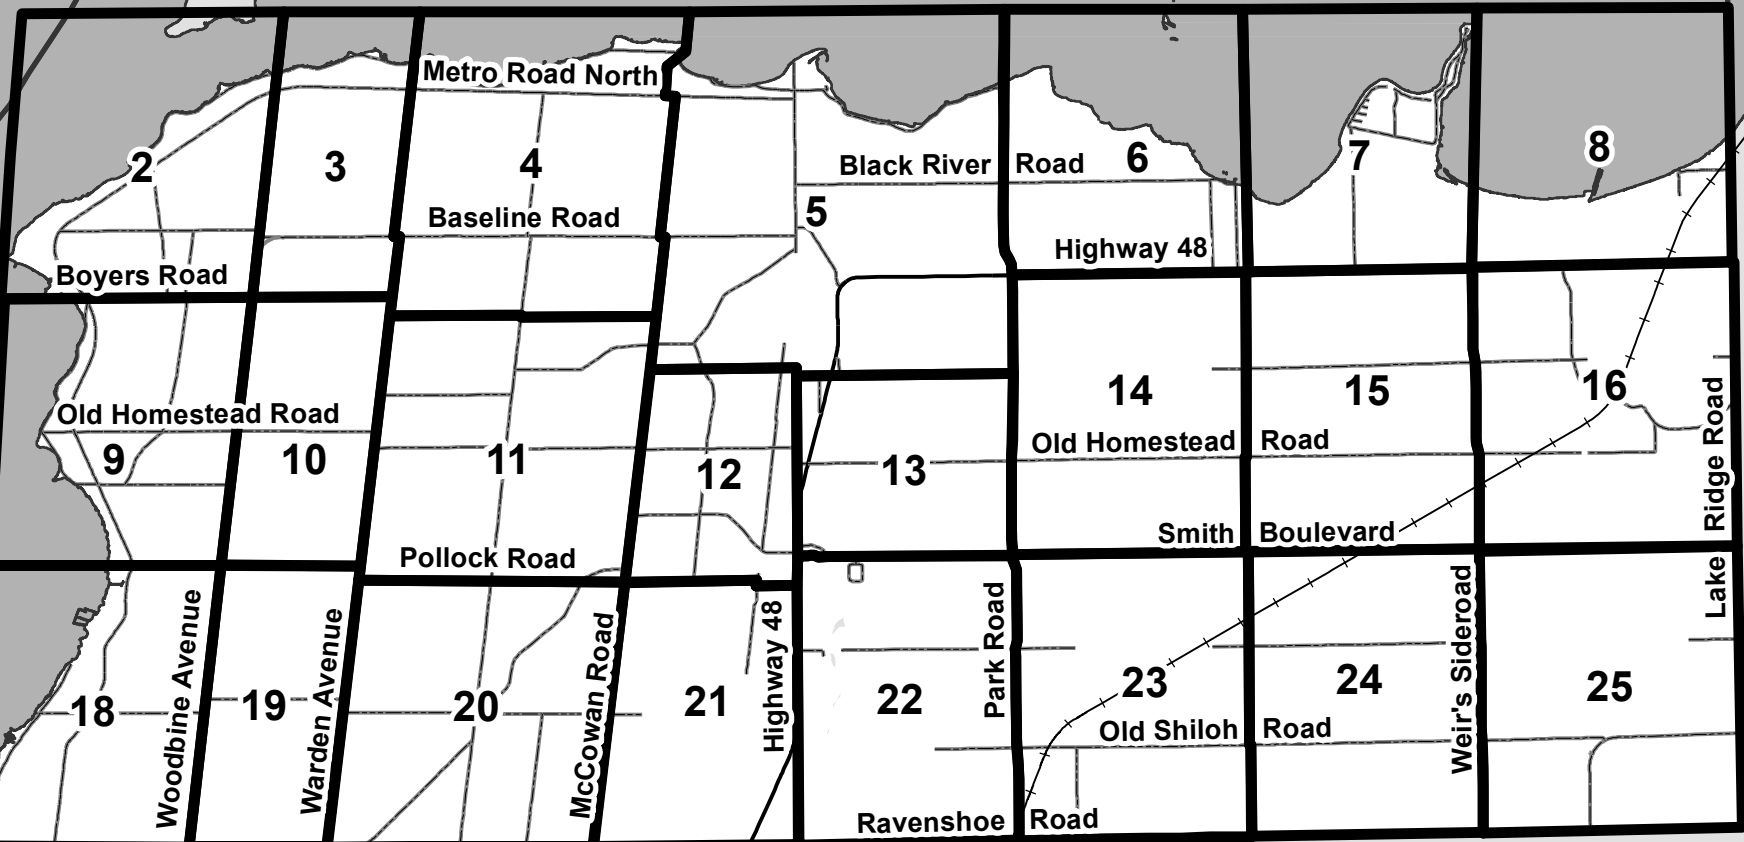 Metro Road North
2
3
4
Black River Road
6
7
8
Baseline Road
5
Highway 48
Boyers Road
Old Homestead Road
9
10
11
12
13
14
15
16
Old Homestead Road
Smith Boulevard
Pollock Road
Lake Ridge Road
Woodbine Avenue
Warden Avenue
McCowan Road
Highway 48
Park Road
Weir's Sideroad
18
19
20
21
22
23
24
25
Old Shiloh Road
Ravenshoe Road